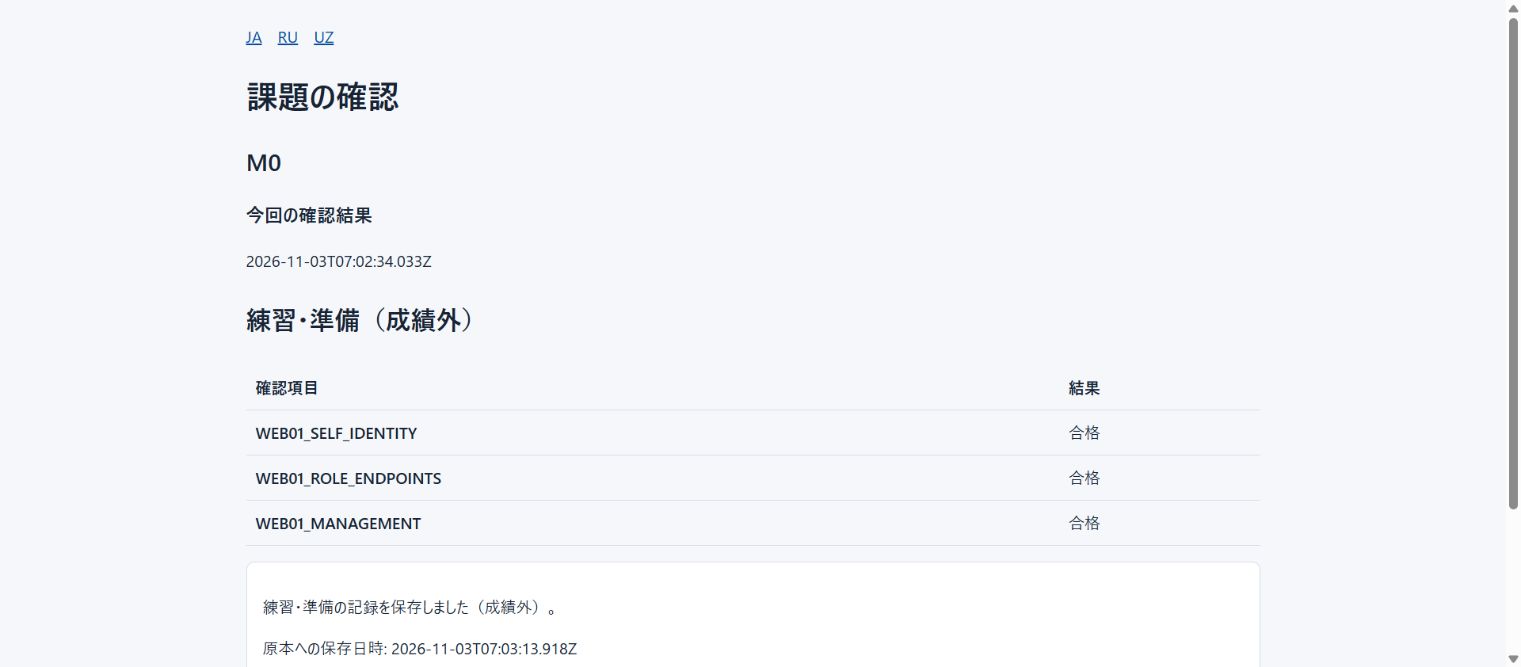 JA RU UZ
課題の確認
M0
今回の確認結果
2026-11-03T07:02:34.033Z
練習・準備（成績外）
確認項目 結果
WEB01_SELF_IDENTITY 合格
WEB01_ROLE_ENDPOINTS 合格
WEB01_MANAGEMENT 合格
練習・準備の記録を保存しました（成績外）。
原本への保存日時: 2026-11-03T07:03:13.918Z